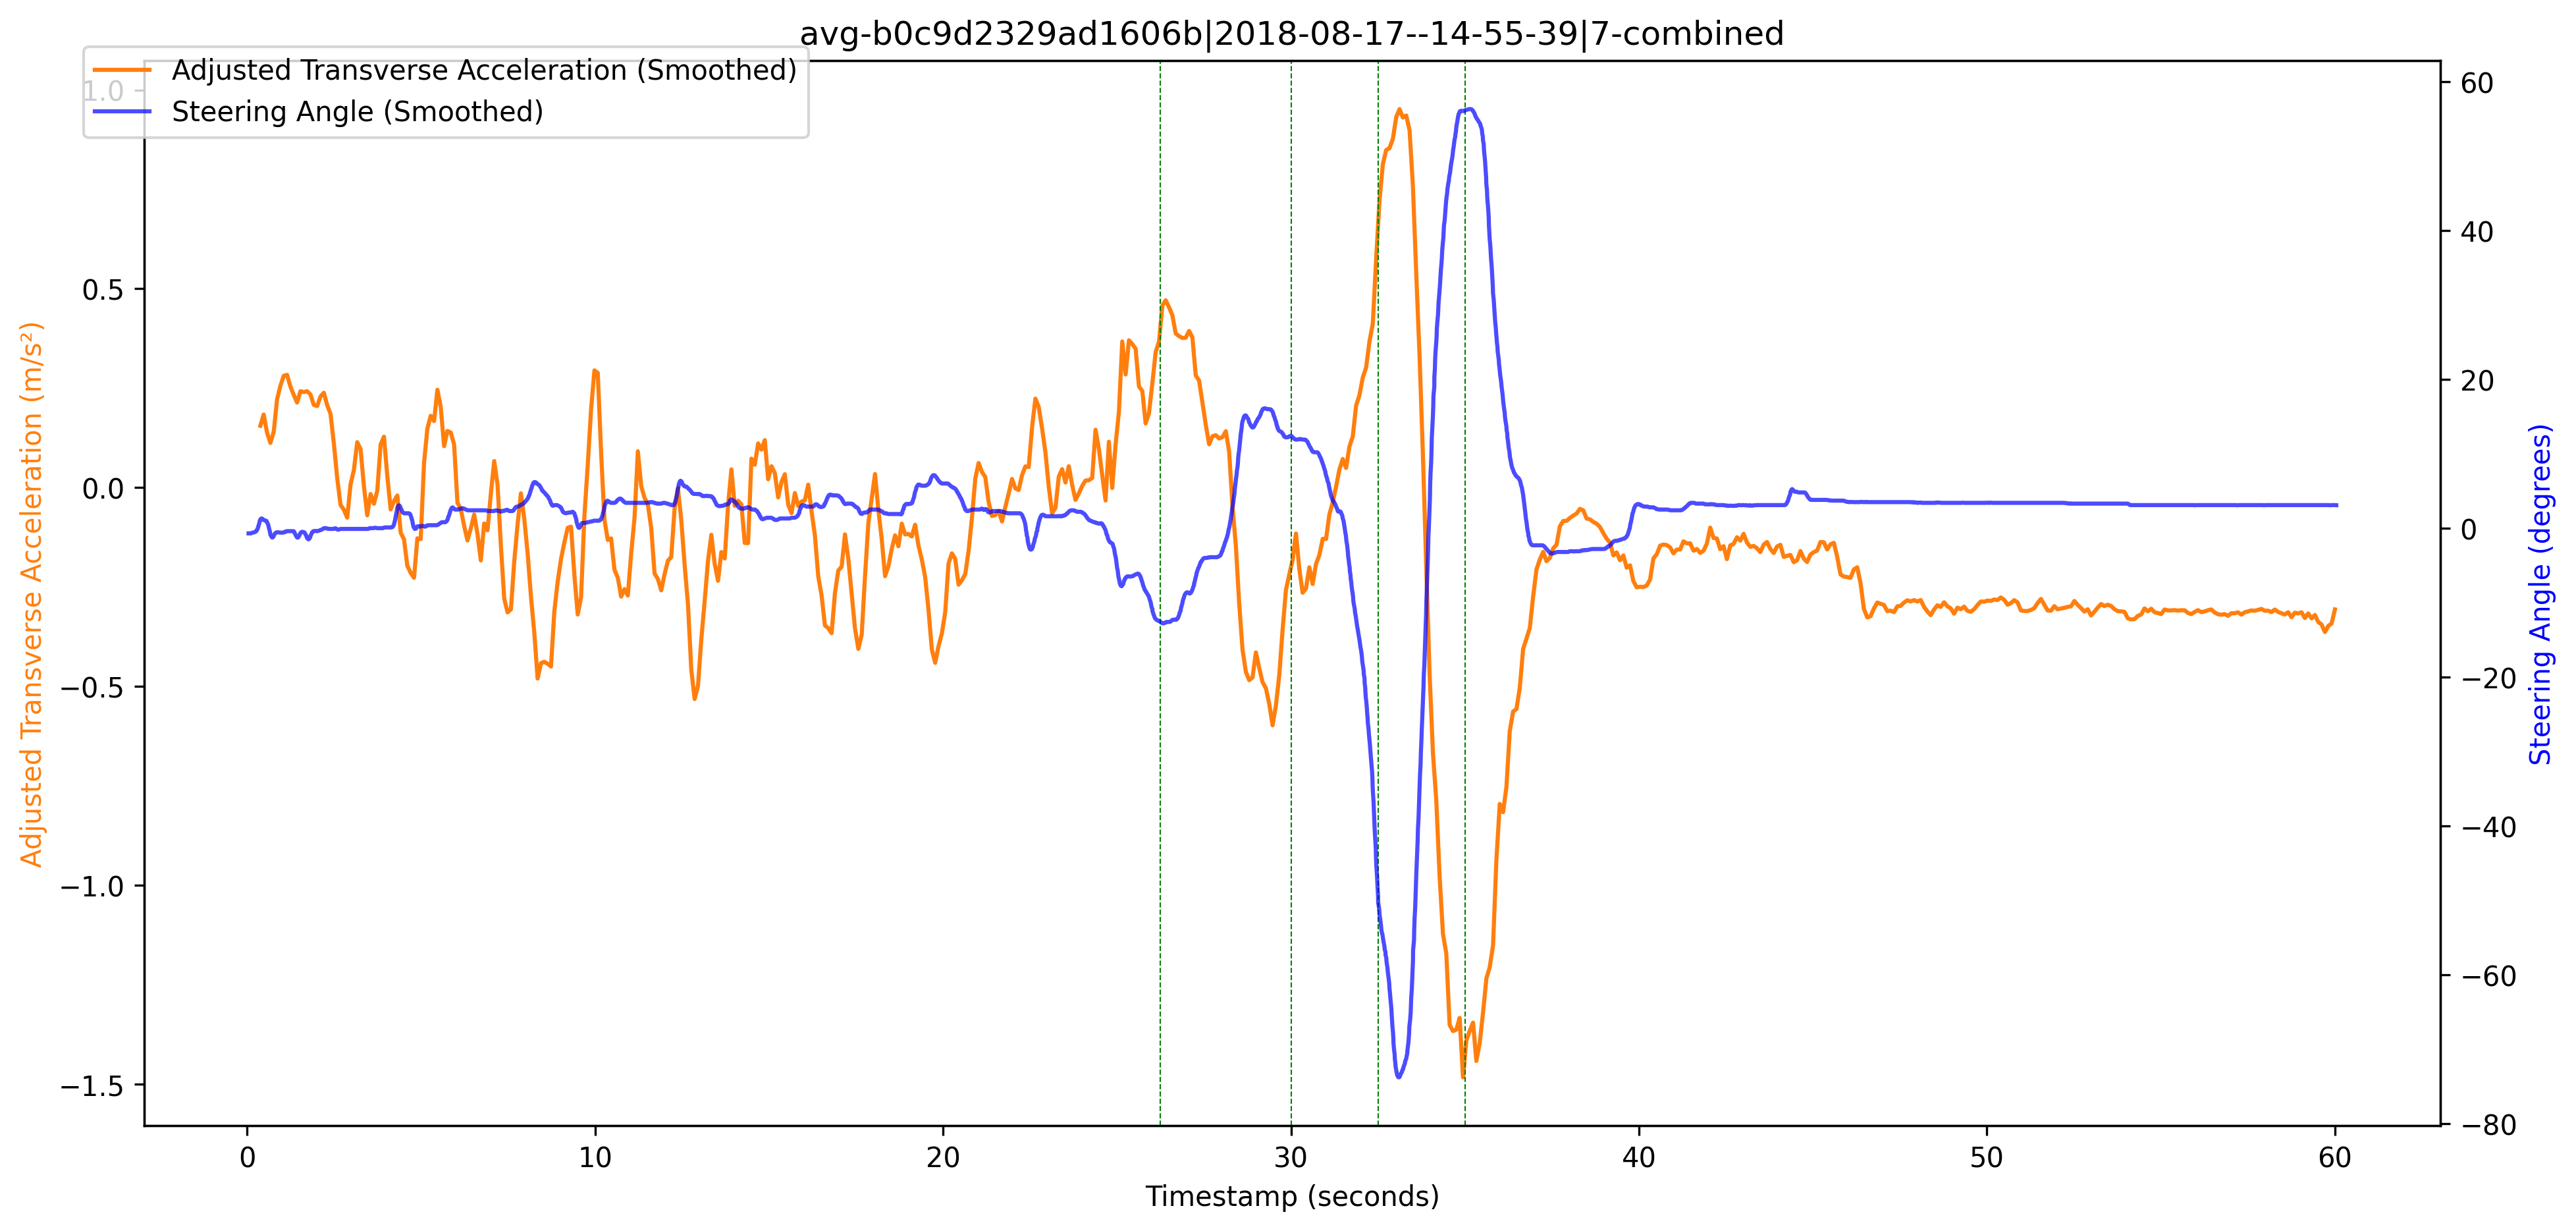 avg-b0c9d2329ad1606b|2018-08-17--14-55-39|7-combined
Adjusted Transverse Acceleration (Smoothed)
Steering Angle (Smoothed)
1.0
0.5
0.0
−0.5
−1.0
−1.5
Adjusted Transverse Acceleration (m/s²)
60
40
20
0
−20
−40
−60
−80
Steering Angle (degrees)
0 10 20 30 40 50 60
Timestamp (seconds)